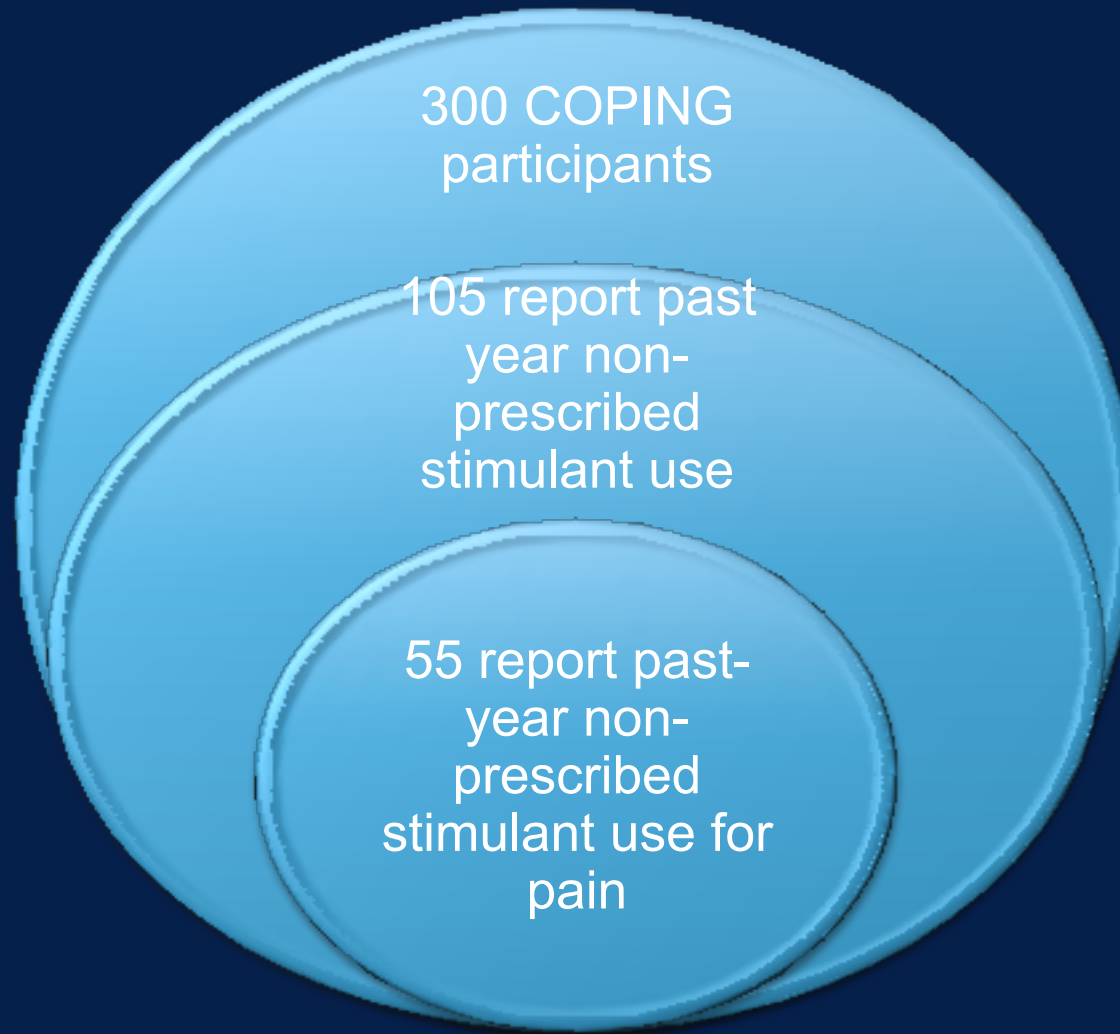 300 COPING
participants
105 report past
year non-
prescribed
stimulant use
55 report past-
year non-
prescribed
stimulant use for
pain